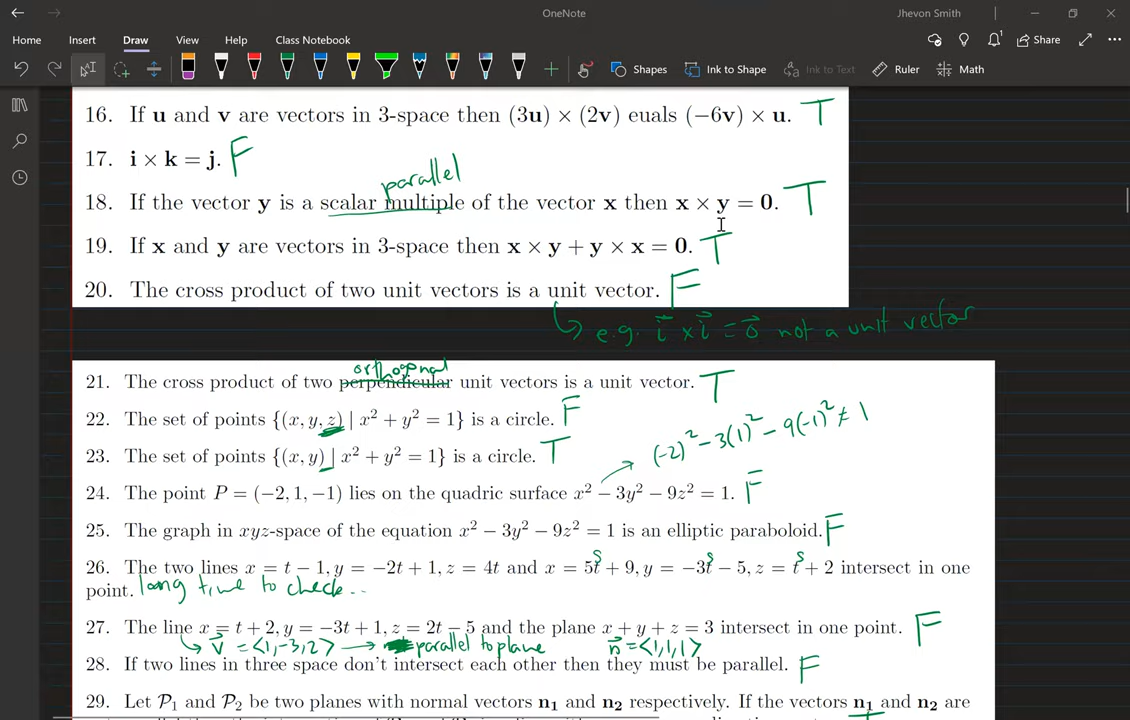 OneNote
Jhevon Smith
Home Insert Draw View Help Class Notebook
Share
Shapes Ink to Shape Ink to Text Ruler Math
16. If u and v are vectors in 3-space then (3u) × (2v) euals (−6v) × u. T
17. i × k = j. F
parallel
18. If the vector y is a scalar multiple of the vector x then x × y = 0. T
19. If x and y are vectors in 3-space then x × y + y × x = 0. T
20. The cross product of two unit vectors is a unit vector. F
e.g. i⃗ × i⃗ = 0⃗ not a unit vector
orthogonal
21. The cross product of two perpendicular unit vectors is a unit vector. T
22. The set of points {(x, y, z) | x² + y² = 1} is a circle. F
(-2)² - 3(1)² - 9(-1)² ≠ 1
23. The set of points {(x, y) | x² + y² = 1} is a circle. T
24. The point P = (−2, 1, −1) lies on the quadric surface x² − 3y² − 9z² = 1. F
25. The graph in xyz-space of the equation x² − 3y² − 9z² = 1 is an elliptic paraboloid. F
s s s
26. The two lines x = t − 1, y = −2t + 1, z = 4t and x = 5t + 9, y = −3t − 5, z = t + 2 intersect in one
point. long time to check...
27. The line x = t + 2, y = −3t + 1, z = 2t − 5 and the plane x + y + z = 3 intersect in one point. F
v⃗ = <1,-3,2> → parallel to plane n⃗ = <1,1,1>
28. If two lines in three space don't intersect each other then they must be parallel. F
29. Let P₁ and P₂ be two planes with normal vectors n₁ and n₂ respectively. If the vectors n₁ and n₂ are